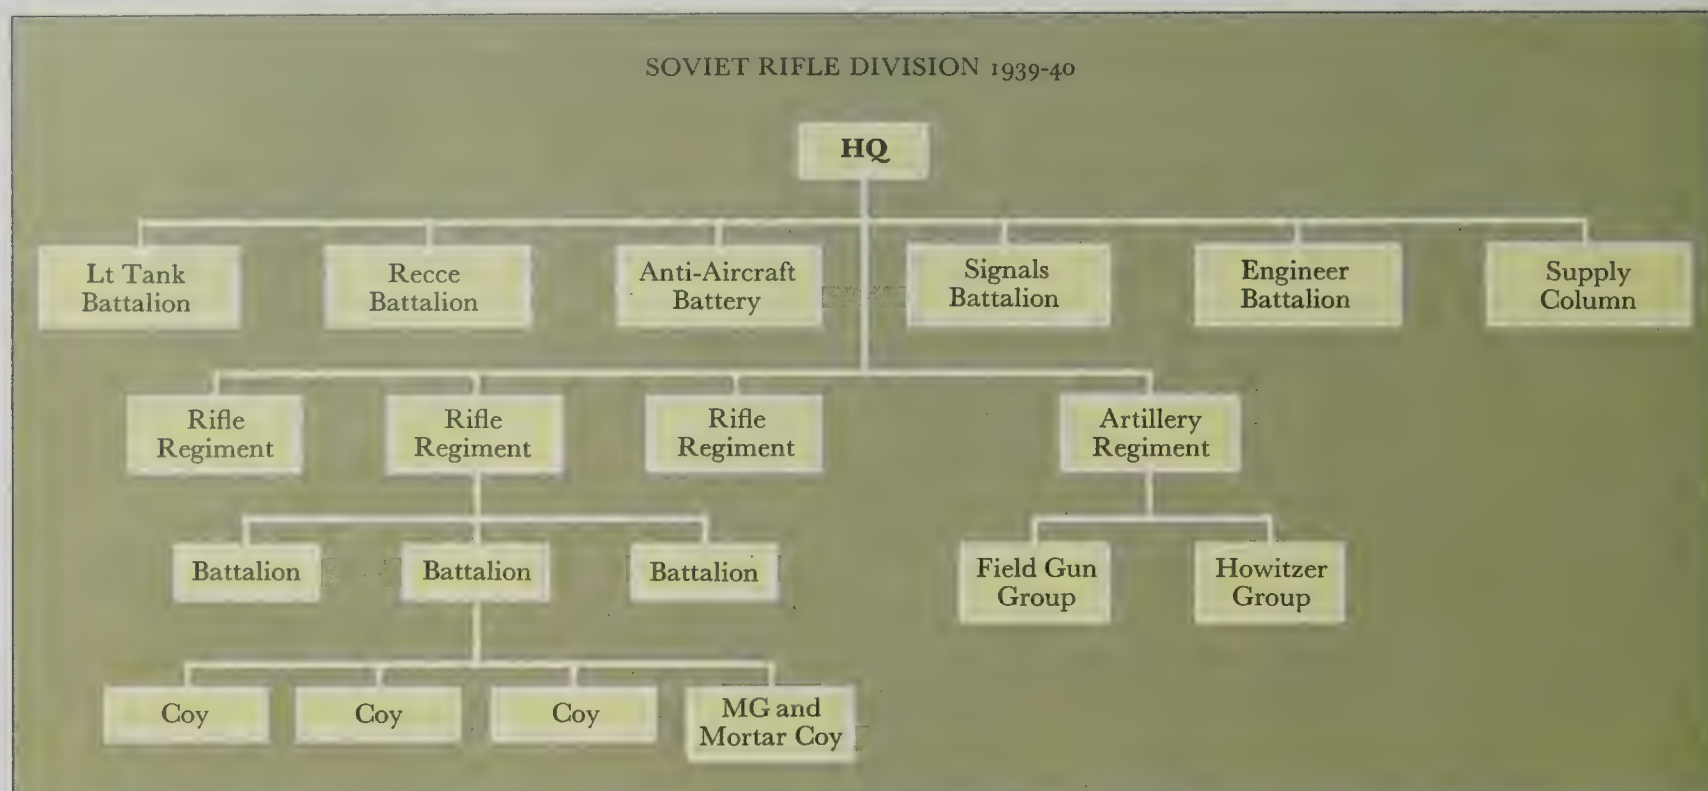 SOVIET RIFLE DIVISION 1939-40
HQ
Lt Tank
Battalion
Recce
Battalion
Anti-Aircraft
Battery
Signals
Battalion
Engineer
Battalion
Supply
Column
Rifle
Regiment
Rifle
Regiment
Rifle
Regiment
Artillery
Regiment
Battalion
Battalion
Battalion
Field Gun
Group
Howitzer
Group
Coy
Coy
Coy
MG and
Mortar Coy